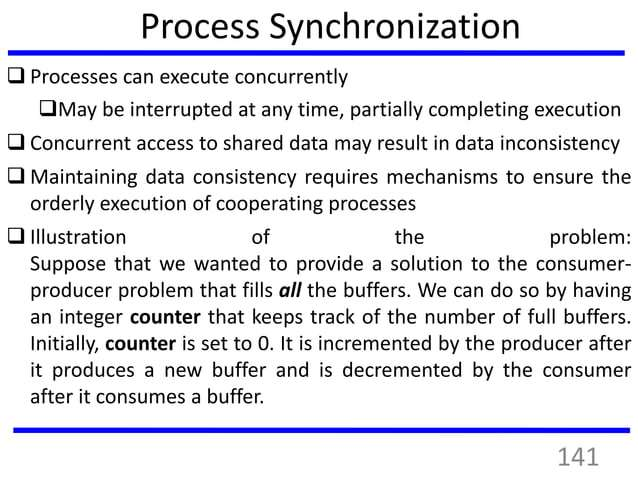 Process Synchronization
❑ Processes can execute concurrently
❑May be interrupted at any time, partially completing execution
❑ Concurrent access to shared data may result in data inconsistency
❑ Maintaining data consistency requires mechanisms to ensure the
orderly execution of cooperating processes
❑ Illustration of the problem:
Suppose that we wanted to provide a solution to the consumer-
producer problem that fills all the buffers. We can do so by having
an integer counter that keeps track of the number of full buffers.
Initially, counter is set to 0. It is incremented by the producer after
it produces a new buffer and is decremented by the consumer
after it consumes a buffer.
141